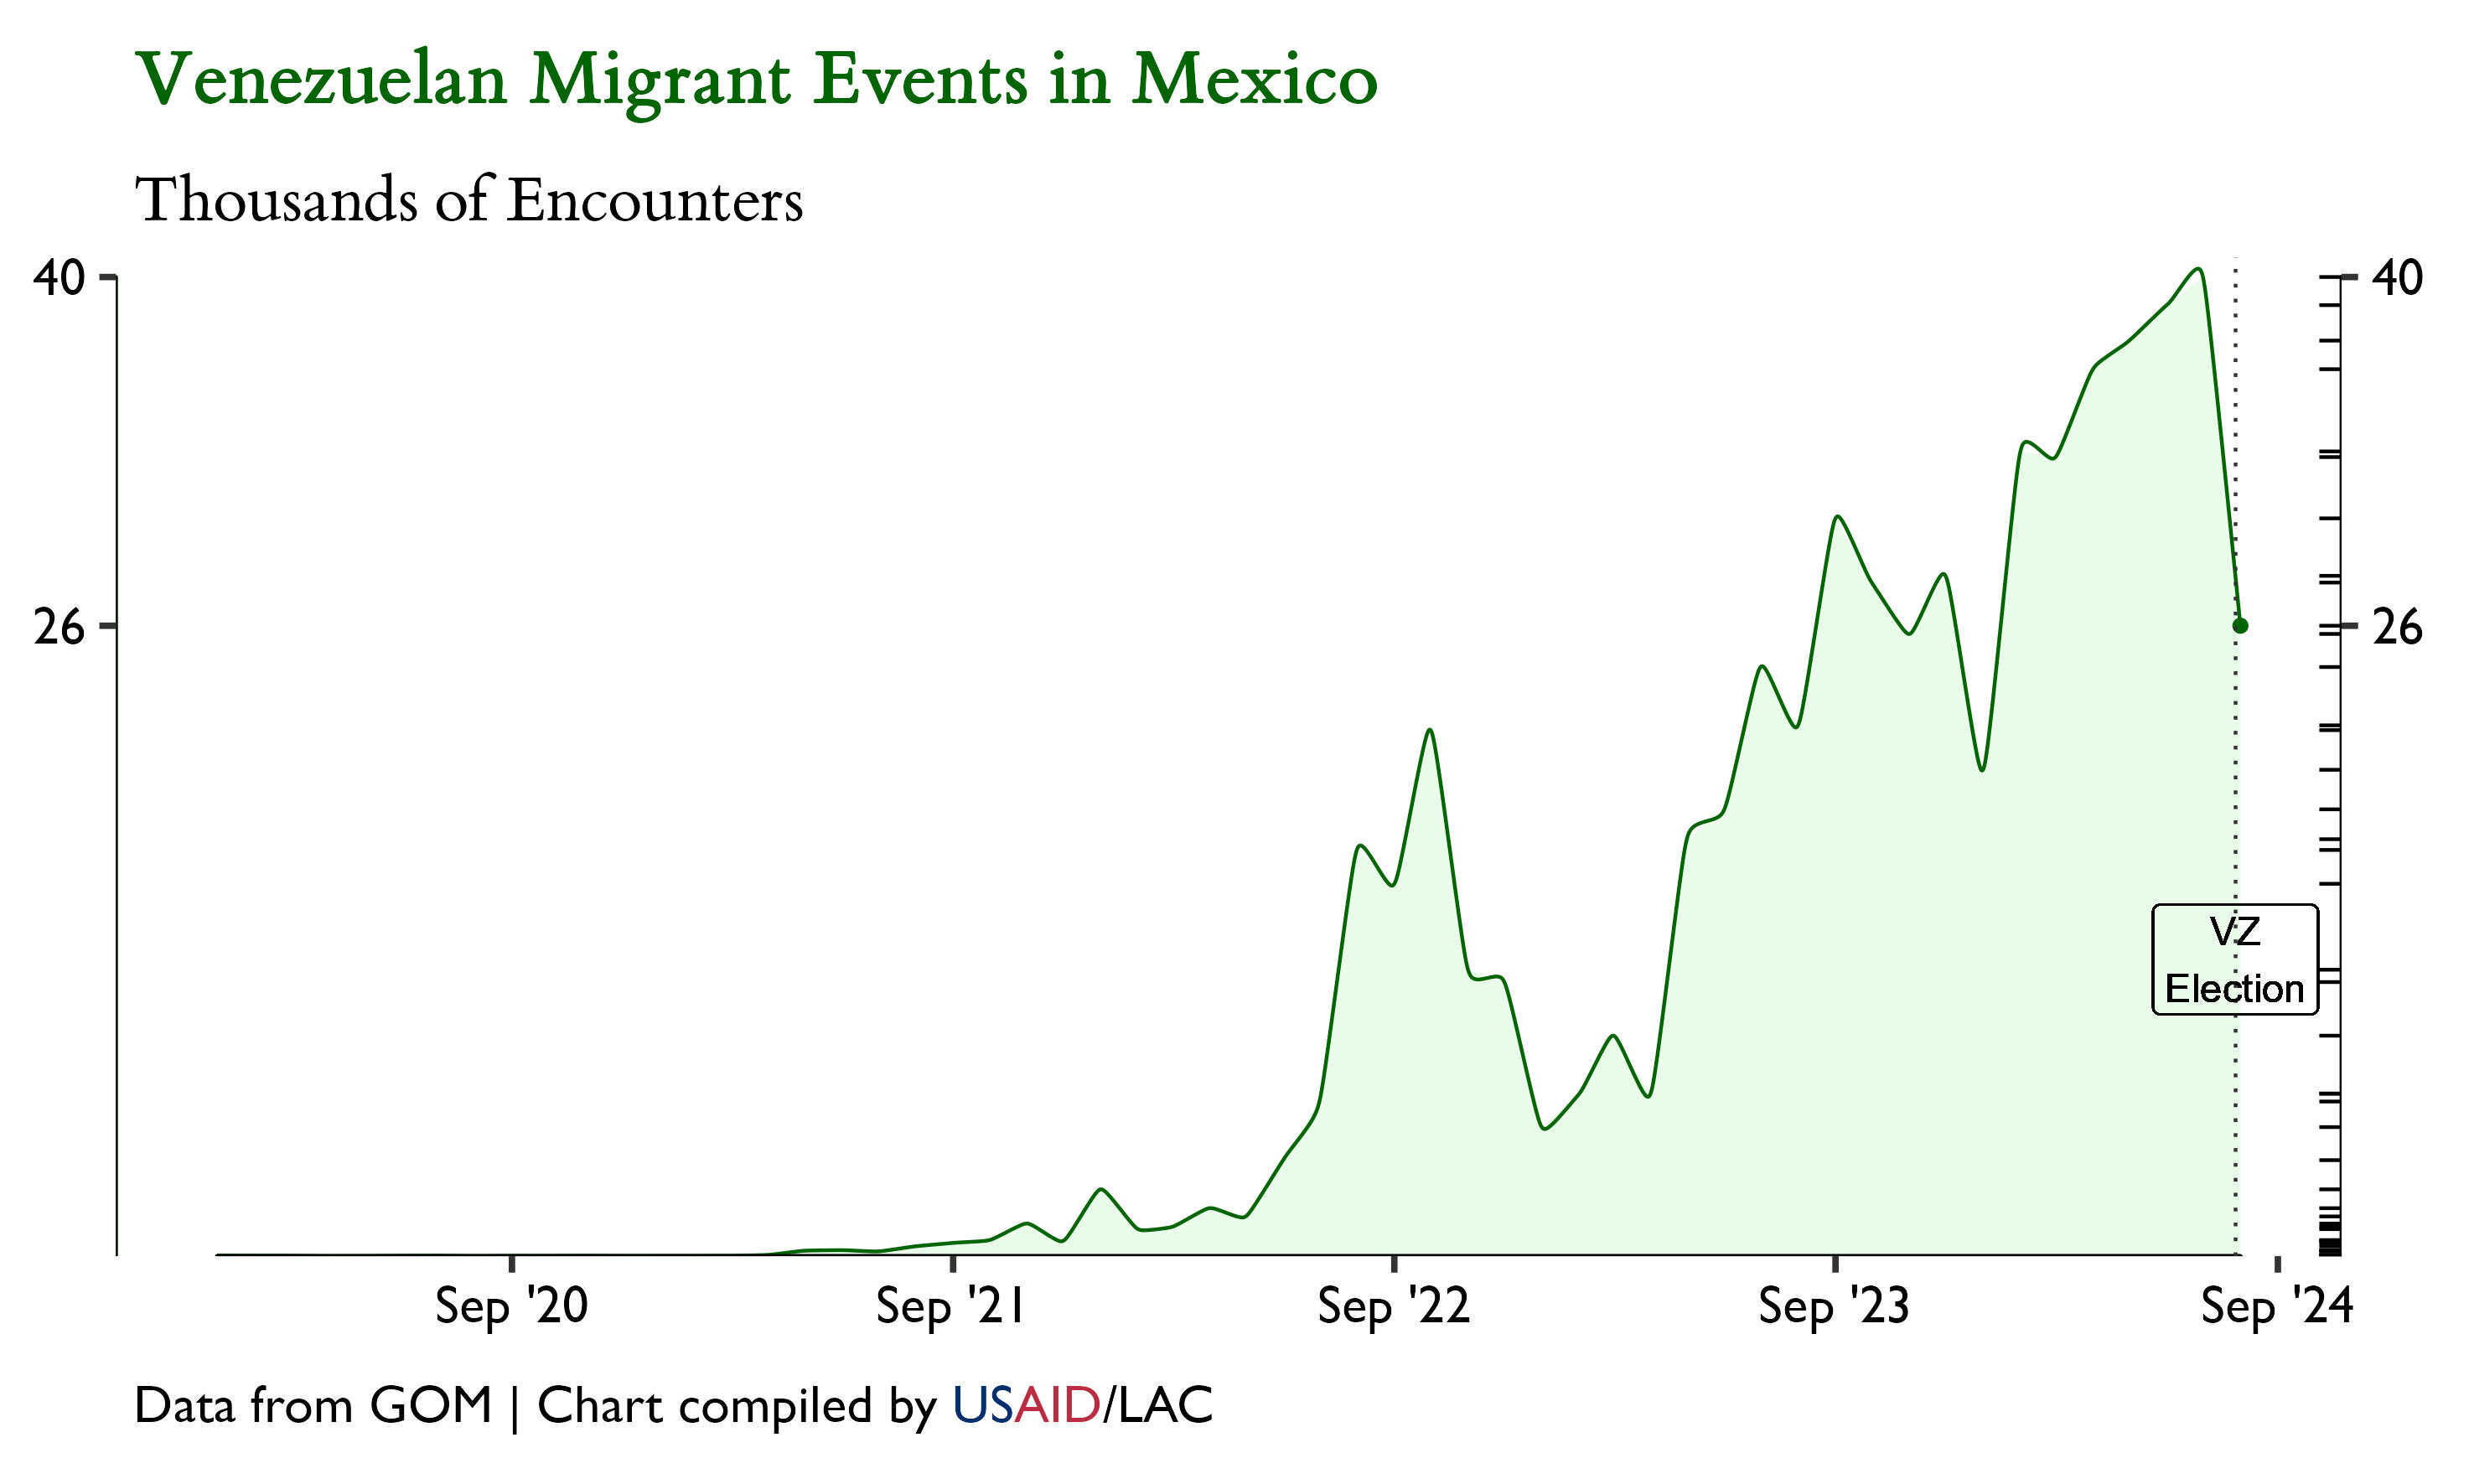 Venezuelan Migrant Events in Mexico
Thousands of Encounters
40
40
26
26
VZ
Election
Sep '20
Sep '21
Sep '22
Sep '23
Sep '24
Data from GOM | Chart compiled by USAID/LAC